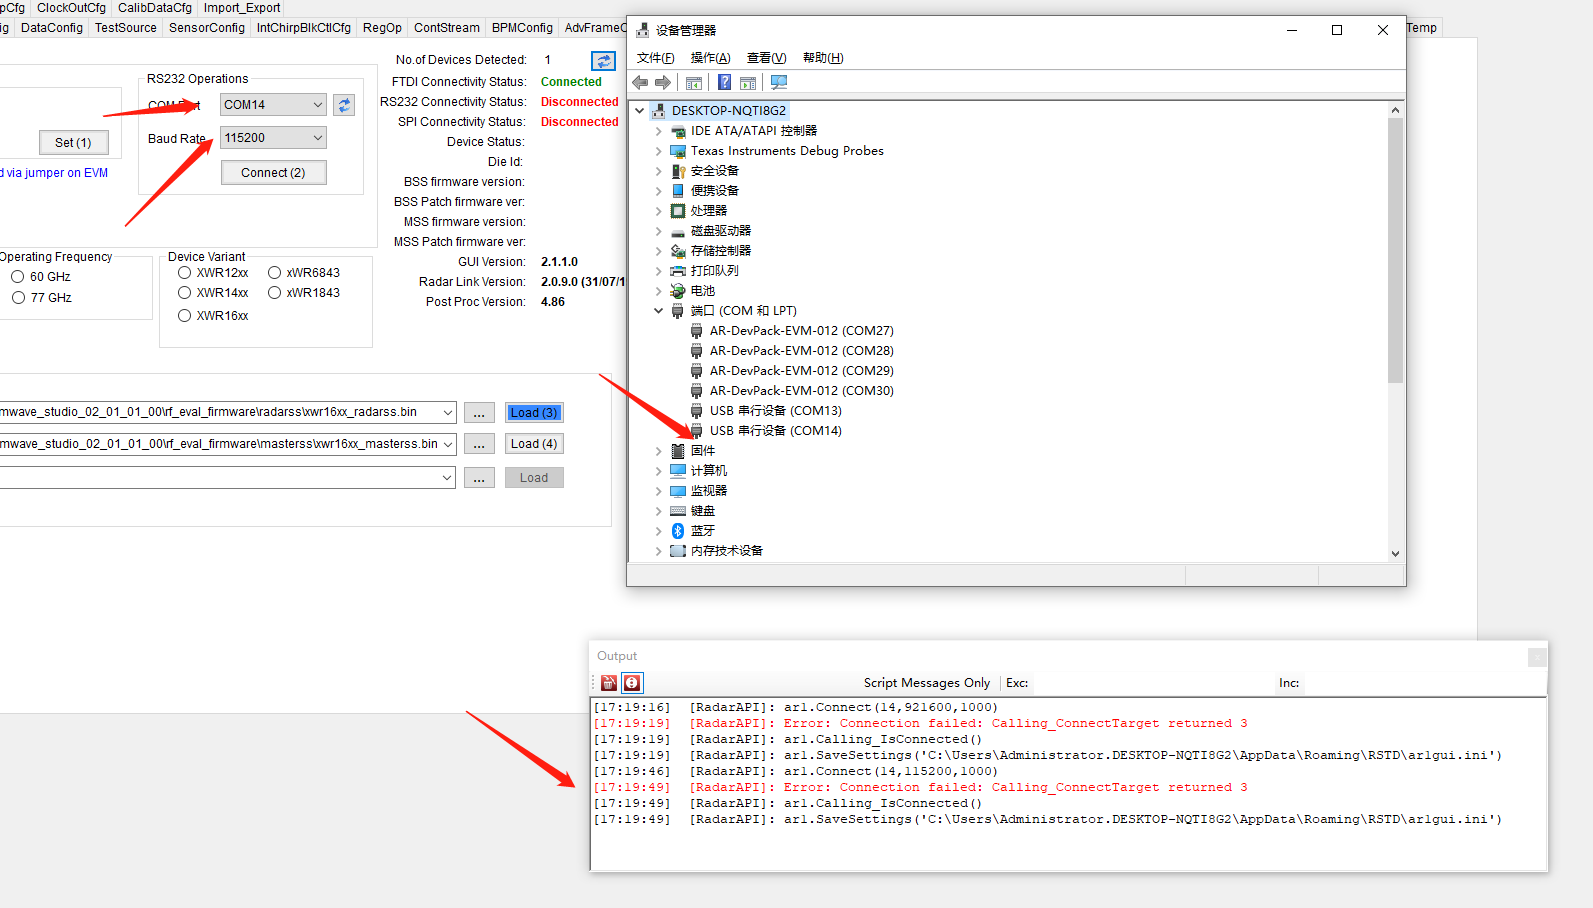 pCfg ClockOutCfg CalibDataCfg Import_Export
ig DataConfig TestSource SensorConfig IntChirpBlkCtlCfg RegOp ContStream BPMConfig AdvFrameC Temp
RS232 Operations
COM Port COM14
Baud Rate 115200
Set (1)
Connect (2)
d via jumper on EVM
No.of Devices Detected: 1
FTDI Connectivity Status: Connected
RS232 Connectivity Status: Disconnected
SPI Connectivity Status: Disconnected
Device Status:
Die Id:
BSS firmware version:
BSS Patch firmware ver:
MSS firmware version:
MSS Patch firmware ver:
GUI Version: 2.1.1.0
Radar Link Version: 2.0.9.0 (31/07/1
Post Proc Version: 4.86
Operating Frequency
60 GHz
77 GHz
Device Variant
XWR12xx xWR6843
XWR14xx xWR1843
XWR16xx
mwave_studio_02_01_01_00\rf_eval_firmware\radarss\xwr16xx_radarss.bin ... Load (3)
mwave_studio_02_01_01_00\rf_eval_firmware\masterss\xwr16xx_masterss.bin ... Load (4)
... Load
设备管理器
文件(F) 操作(A) 查看(V) 帮助(H)
DESKTOP-NQTI8G2
IDE ATA/ATAPI 控制器
Texas Instruments Debug Probes
安全设备
便携设备
处理器
磁盘驱动器
存储控制器
打印队列
电池
端口 (COM 和 LPT)
AR-DevPack-EVM-012 (COM27)
AR-DevPack-EVM-012 (COM28)
AR-DevPack-EVM-012 (COM29)
AR-DevPack-EVM-012 (COM30)
USB 串行设备 (COM13)
USB 串行设备 (COM14)
固件
计算机
监视器
键盘
蓝牙
内存技术设备
Output
Script Messages Only Exc: Inc:
[17:19:16] [RadarAPI]: ar1.Connect(14,921600,1000)
[17:19:19] [RadarAPI]: Error: Connection failed: Calling_ConnectTarget returned 3
[17:19:19] [RadarAPI]: ar1.Calling_IsConnected()
[17:19:19] [RadarAPI]: ar1.SaveSettings('C:\Users\Administrator.DESKTOP-NQTI8G2\AppData\Roaming\RSTD\ar1gui.ini')
[17:19:46] [RadarAPI]: ar1.Connect(14,115200,1000)
[17:19:49] [RadarAPI]: Error: Connection failed: Calling_ConnectTarget returned 3
[17:19:49] [RadarAPI]: ar1.Calling_IsConnected()
[17:19:49] [RadarAPI]: ar1.SaveSettings('C:\Users\Administrator.DESKTOP-NQTI8G2\AppData\Roaming\RSTD\ar1gui.ini')